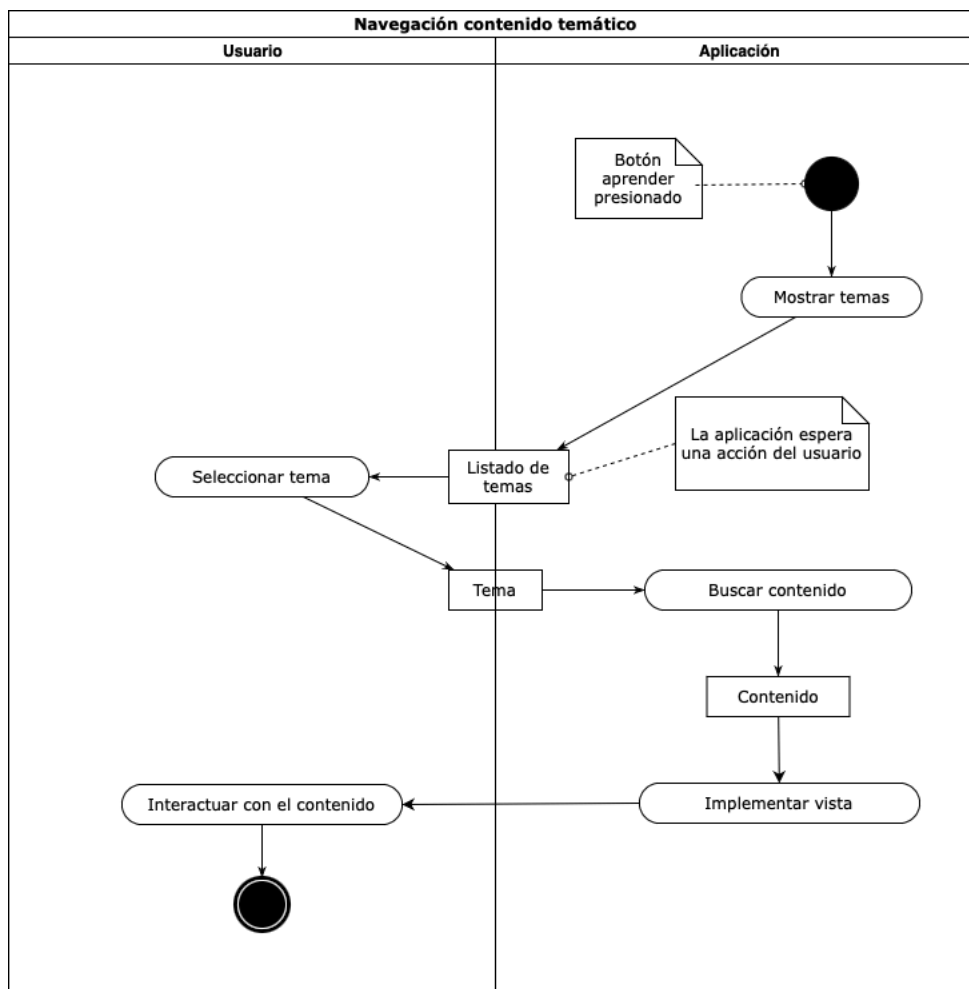 Navegación contenido temático
Usuario
Aplicación
Botón
aprender
presionado
Mostrar temas
La aplicación espera
una acción del usuario
Listado de
temas
Seleccionar tema
Tema
Buscar contenido
Contenido
Interactuar con el contenido
Implementar vista